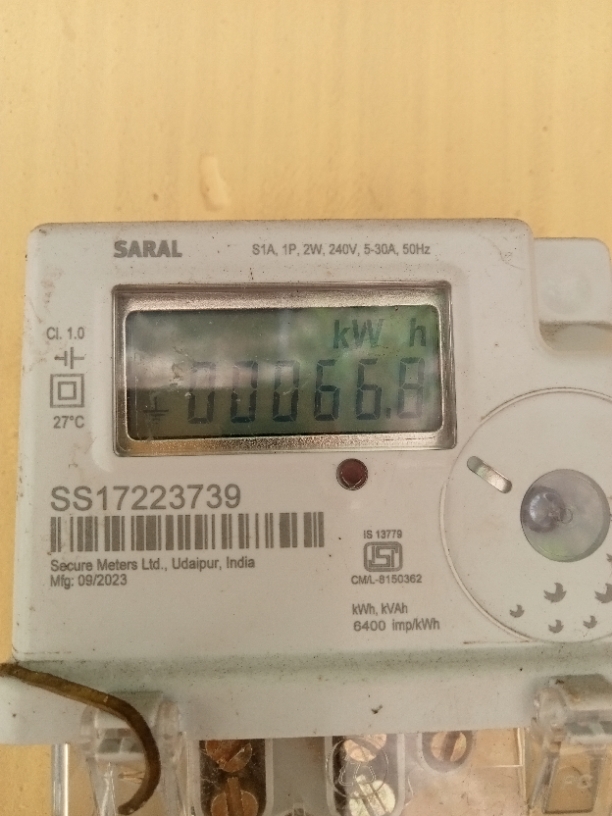 SARAL
S1A, 1P, 2W, 240V, 5-30A, 50Hz
Cl. 1.0
kW h
00066.8
27°C
SS17223739
Secure Meters Ltd., Udaipur, India
Mfg: 09/2023
IS 13779
ISI
CM/L-8150362
kWh, kVAh
6400 imp/kWh